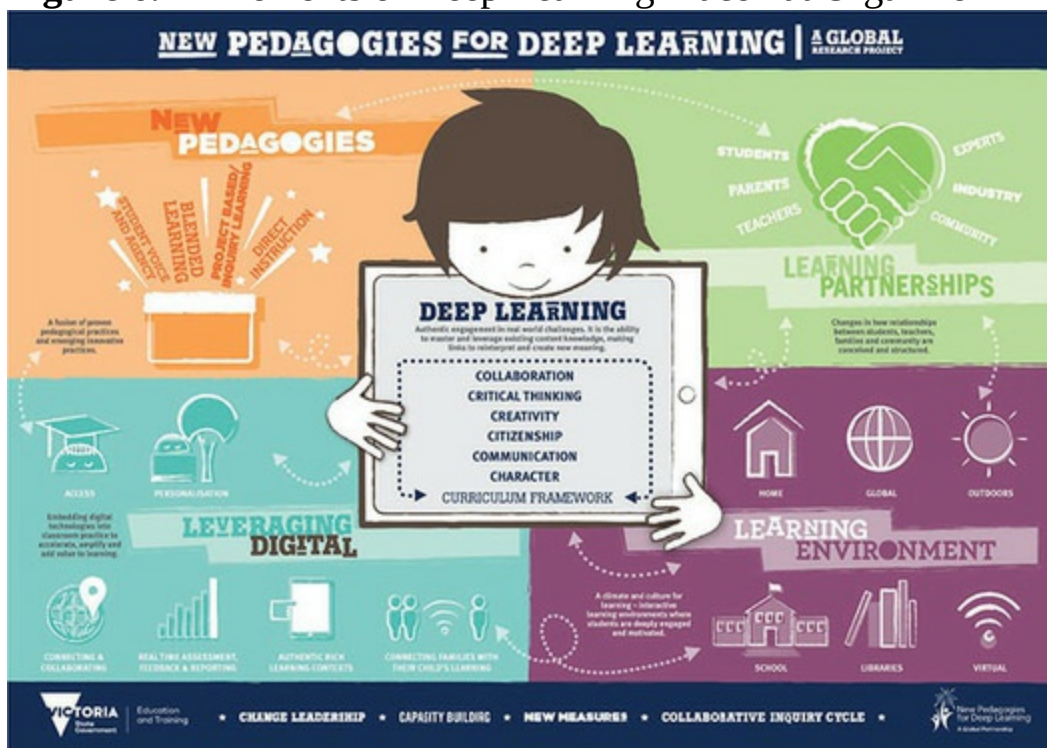 NEW PEDAGOGIES FOR DEEP LEARNING | A GLOBAL
RESEARCH PROJECT
NEW
PEDAGOGIES
STUDENT VOICE
AND AGENCY
BLENDED
LEARNING
PROJECT BASED/
INQUIRY LEARNING
DIRECT
INSTRUCTION
A fusion of proven
pedagogical practices
and emerging innovative
practices.
STUDENTS
PARENTS
TEACHERS
EXPERTS
INDUSTRY
COMMUNITY
LEARNING
PARTNERSHIPS
Changes in how relationships
between students, teachers,
families and community are
conceived and structured.
DEEP LEARNING
Authentic engagement in real world challenges. It is the ability
to master and leverage existing content knowledge, making
links to reinterpret and create new meaning.
COLLABORATION
CRITICAL THINKING
CREATIVITY
CITIZENSHIP
COMMUNICATION
CHARACTER
CURRICULUM FRAMEWORK
ACCESS
PERSONALISATION
Embedding digital
technologies into
classroom practice to
accelerate, amplify and
add value to learning.
LEVERAGING
DIGITAL
CONNECTING &
COLLABORATING
REAL TIME ASSESSMENT,
FEEDBACK & REPORTING
AUTHENTIC RICH
LEARNING CONTEXTS
CONNECTING FAMILIES WITH
THEIR CHILD'S LEARNING
HOME
GLOBAL
OUTDOORS
LEARNING
ENVIRONMENT
A climate and culture for
learning – interactive
learning environments where
students are deeply engaged
and motivated.
SCHOOL
LIBRARIES
VIRTUAL
VICTORIA
State
Government
Education
and Training
★ CHANGE LEADERSHIP ★ CAPACITY BUILDING ★ NEW MEASURES ★ COLLABORATIVE INQUIRY CYCLE ★
New Pedagogies
for Deep Learning
A Global Partnership